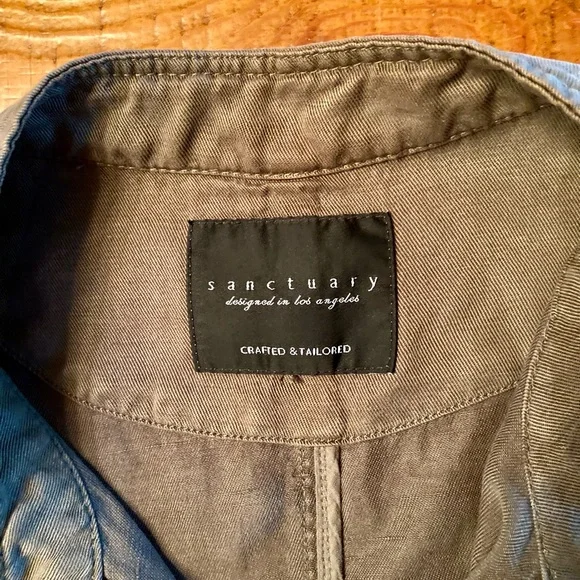 sanctuary
designed in los angeles
CRAFTED & TAILORED